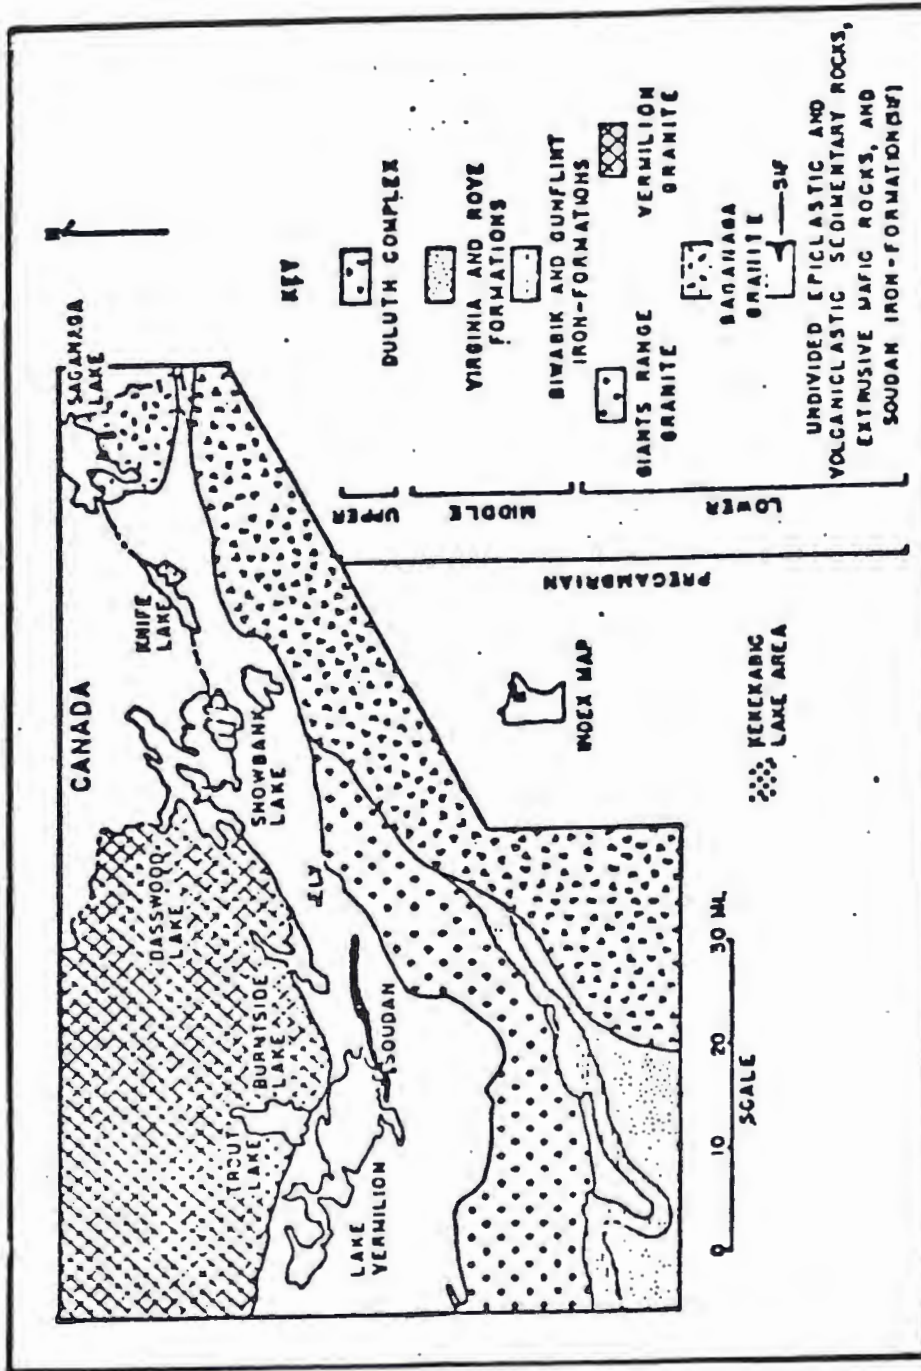 CANADA
SAGANAGA
LAKE
KNIFE
LAKE
BASSWOOD
LAKE
SNOWBANK
LAKE
BURNTSIDE
LAKE
TROUT
LAKE
ELY
SOUDAN
LAKE
VERMILION
0 10 20 30 MI.
SCALE
INDEX MAP
KEKEKABIC
LAKE AREA
N
KEY
PRECAMBRIAN
UPPER
DULUTH COMPLEX
MIDDLE
VIRGINIA AND ROVE
FORMATIONS
BIWABIK AND GUNFLINT
IRON-FORMATIONS
LOWER
GIANTS RANGE
GRANITE
VERMILION
GRANITE
SAGANAGA
GRANITE
SIF
UNDIVIDED EPICLASTIC AND
VOLCANICLASTIC SEDIMENTARY ROCKS,
EXTRUSIVE MAFIC ROCKS, AND
SOUDAN IRON-FORMATION(SIF)